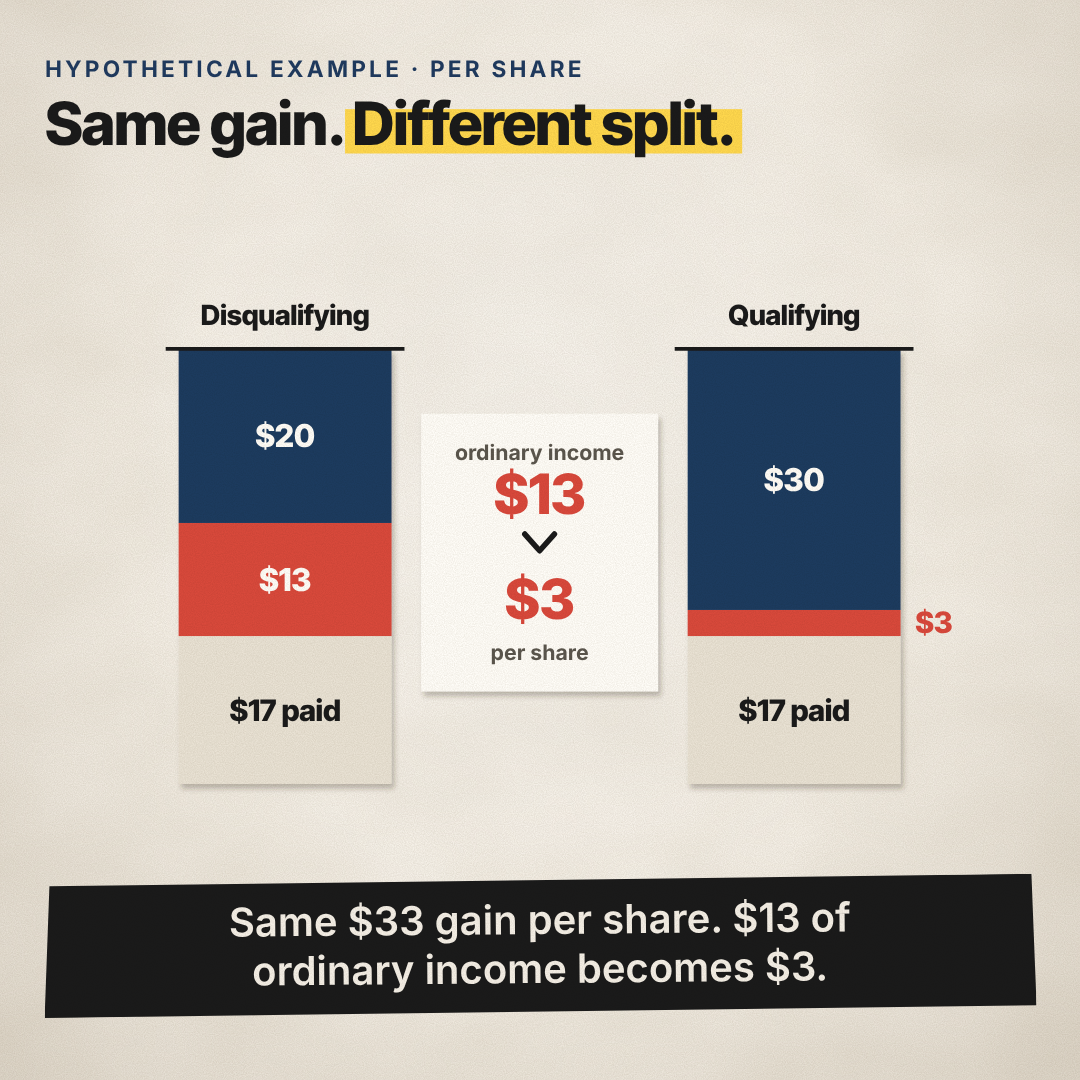 HYPOTHETICAL EXAMPLE · PER SHARE
Same gain. Different split.
Disqualifying
$20
$13
$17 paid
ordinary income
$13
$3
per share
Qualifying
$30
$3
$17 paid
Same $33 gain per share. $13 of
ordinary income becomes $3.